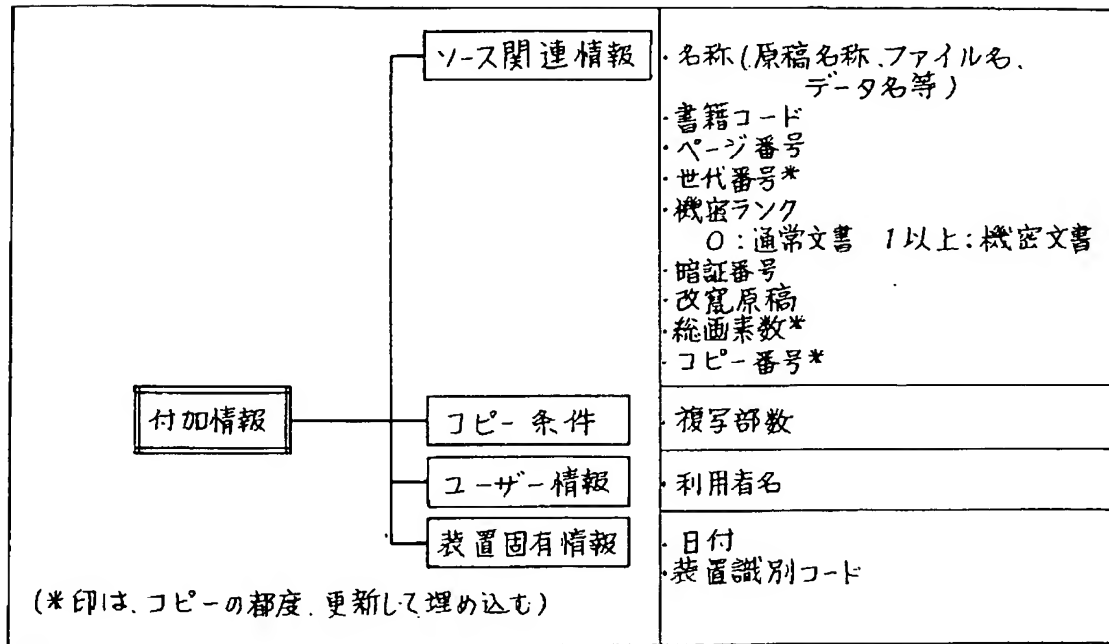 ソース関連情報
・名称(原稿名称、ファイル名、
データ名等)
・書籍コード
・ページ番号
・世代番号*
・機密ランク
0:通常文書 1以上:機密文書
・暗証番号
・改竄原稿
・総画素数*
・コピー番号*
付加情報
コピー条件
・複写部数
ユーザー情報
・利用者名
装置固有情報
・日付
・装置識別コード
(*印は、コピーの都度、更新して埋め込む)